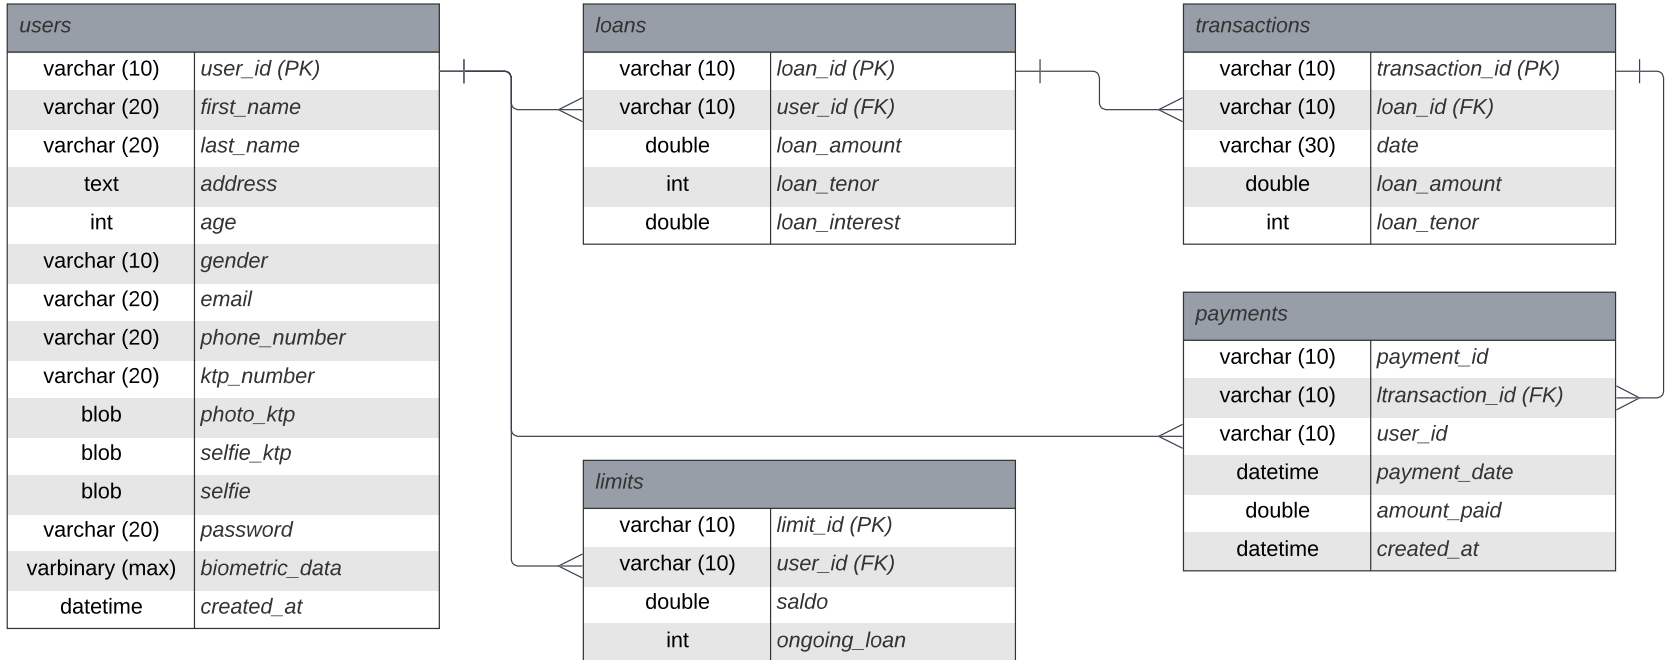 users
varchar (10) user_id (PK)
varchar (20) first_name
varchar (20) last_name
text address
int age
varchar (10) gender
varchar (20) email
varchar (20) phone_number
varchar (20) ktp_number
blob photo_ktp
blob selfie_ktp
blob selfie
varchar (20) password
varbinary (max) biometric_data
datetime created_at
loans
varchar (10) loan_id (PK)
varchar (10) user_id (FK)
double loan_amount
int loan_tenor
double loan_interest
transactions
varchar (10) transaction_id (PK)
varchar (10) loan_id (FK)
varchar (30) date
double loan_amount
int loan_tenor
payments
varchar (10) payment_id
varchar (10) ltransaction_id (FK)
varchar (10) user_id
datetime payment_date
double amount_paid
datetime created_at
limits
varchar (10) limit_id (PK)
varchar (10) user_id (FK)
double saldo
int ongoing_loan